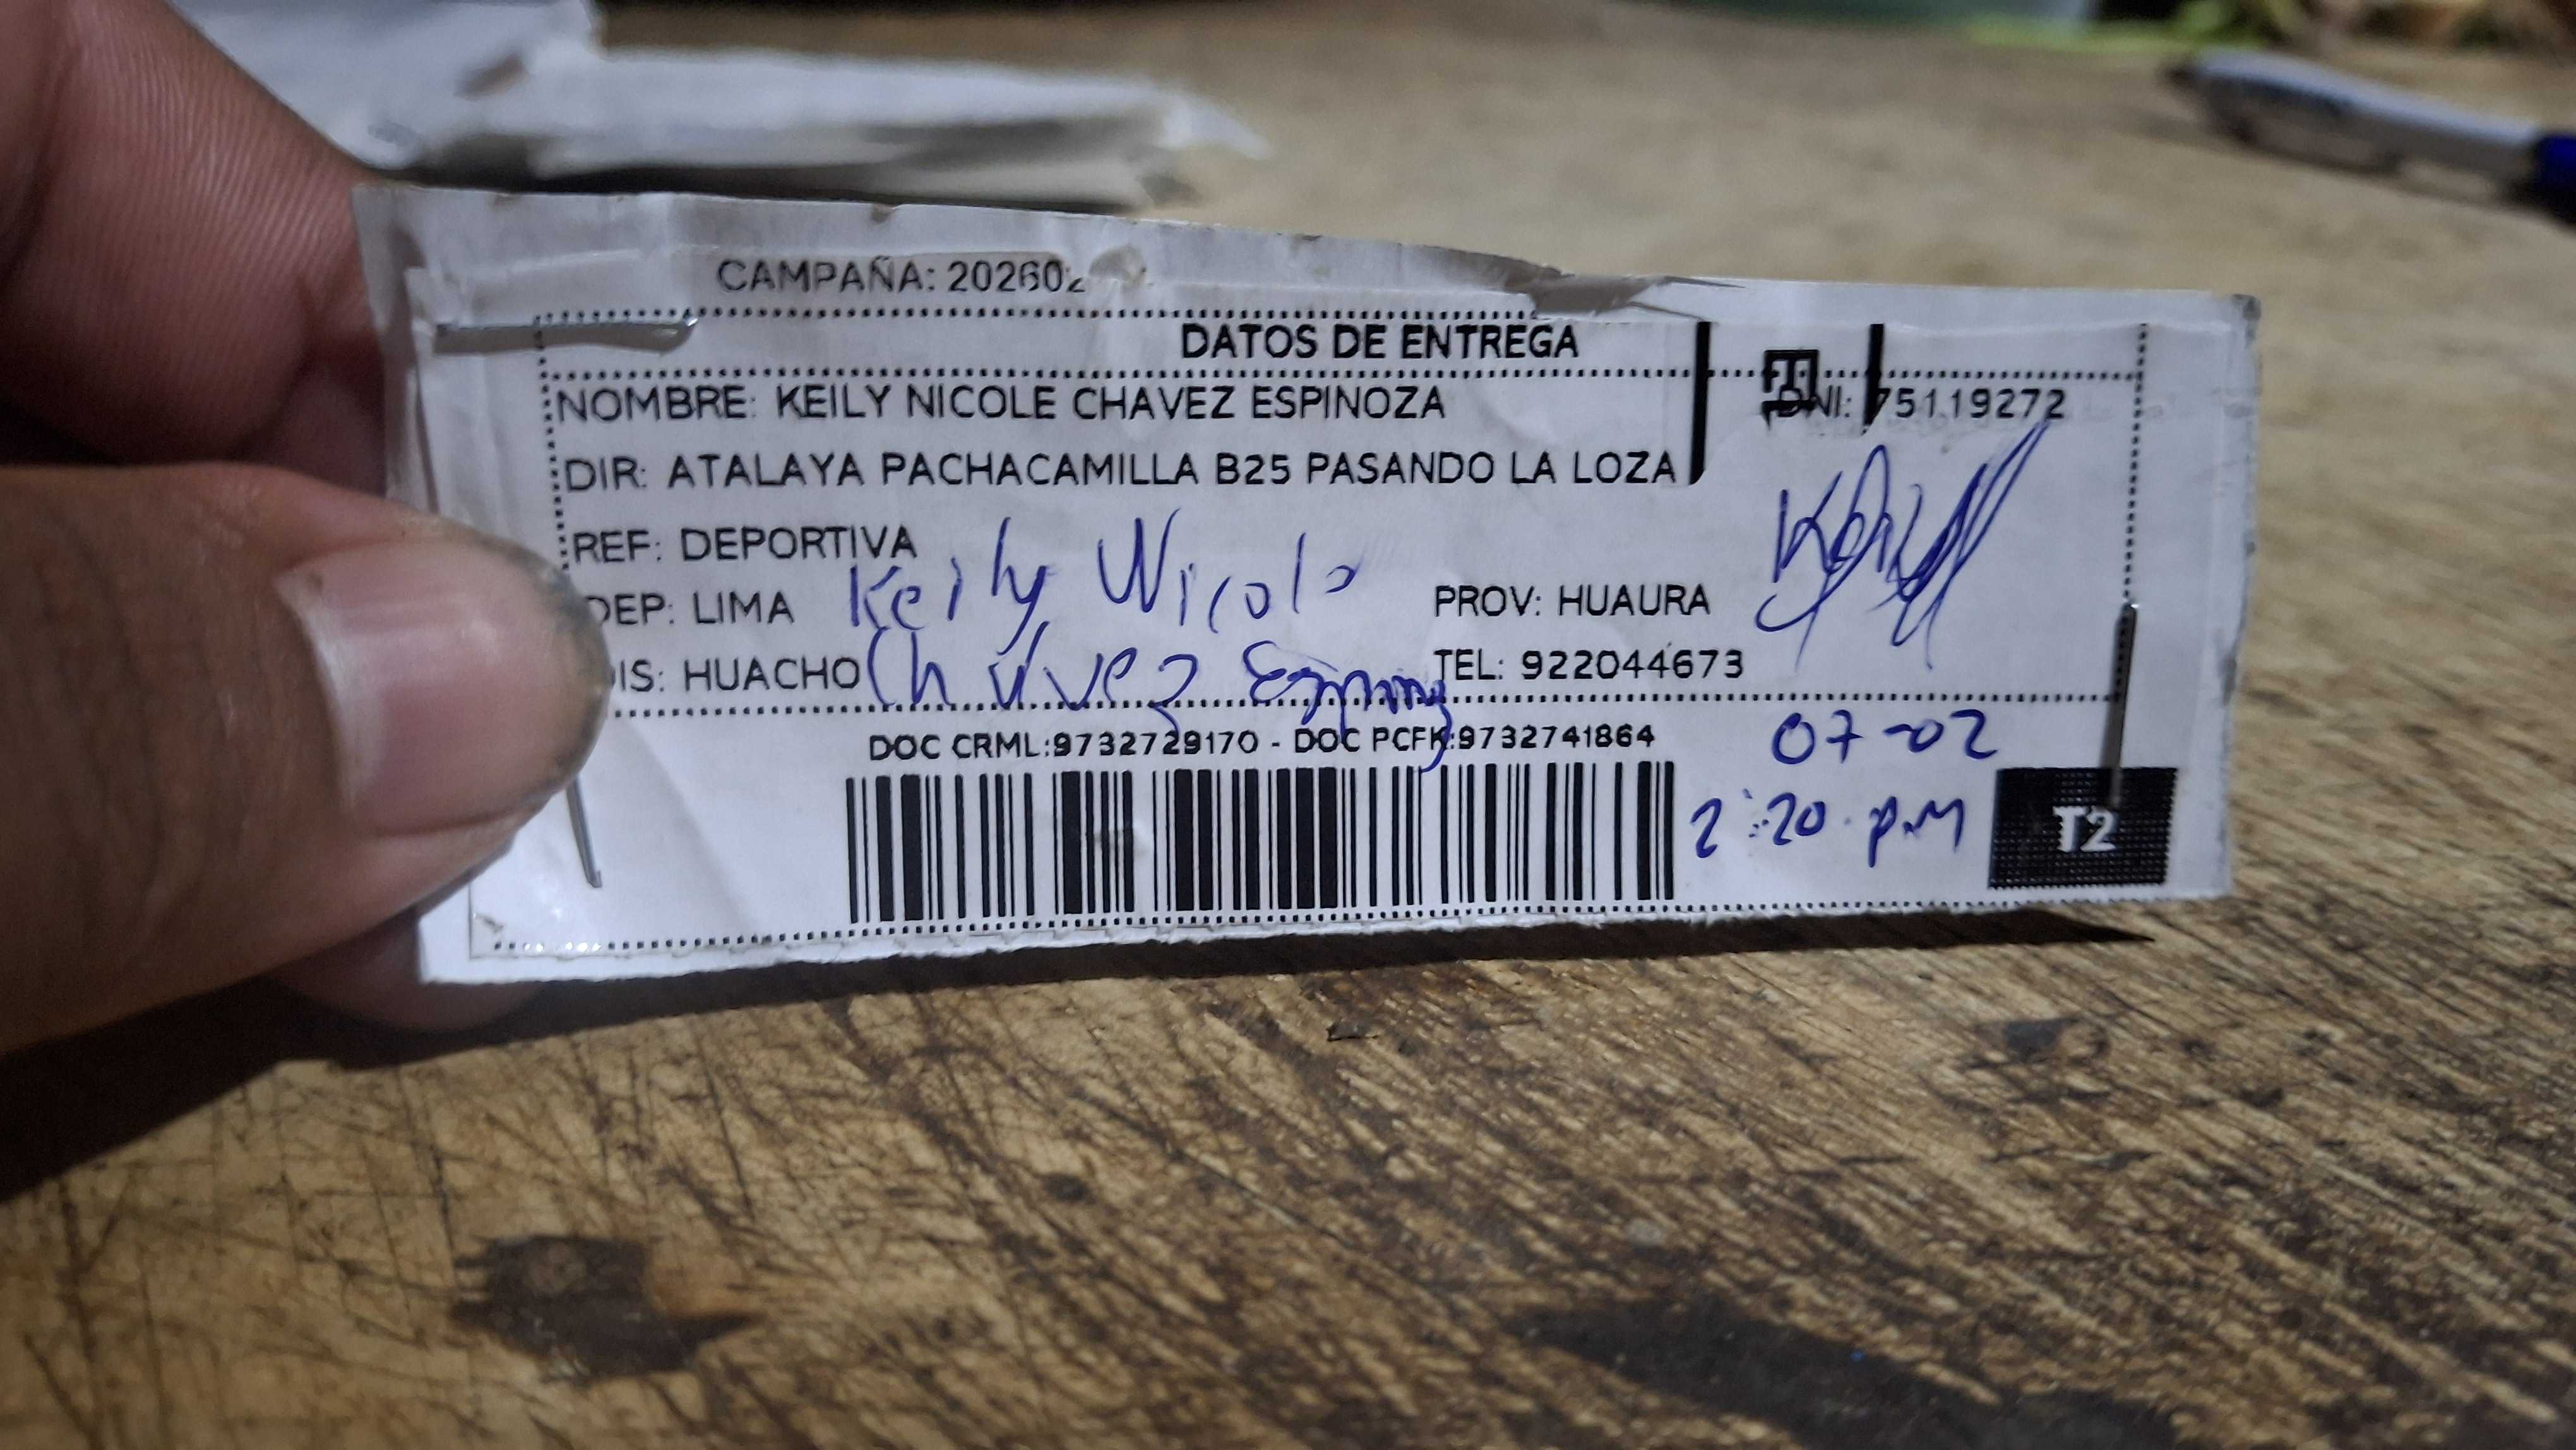 CAMPAÑA: 202602
DATOS DE ENTREGA
NOMBRE: KEILY NICOLE CHAVEZ ESPINOZA DNI: 75119272
DIR: ATALAYA PACHACAMILLA B25 PASANDO LA LOZA
REF: DEPORTIVA
DEP: LIMA PROV: HUAURA
Keily Nicole
DIS: HUACHO TEL: 922044673
Chávez Espinoza
DOC CRML:9732729170 - DOC PCFK:9732741864
07-02
2:20 p.m
T2